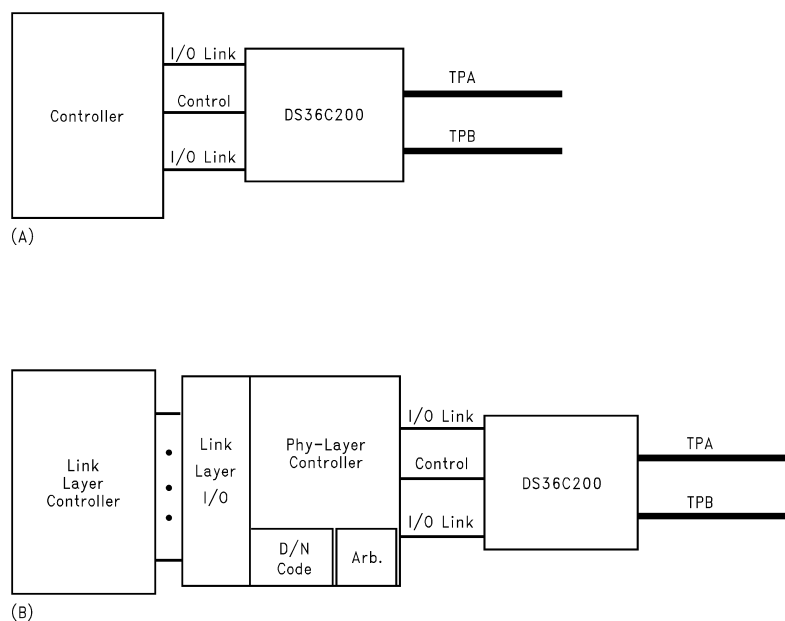 I/O Link
Control
I/O Link
Controller
DS36C200
TPA
TPB
(A)
Link
Layer
Controller
Link
Layer
I/O
Phy-Layer
Controller
D/N
Code
Arb.
I/O Link
Control
I/O Link
DS36C200
TPA
TPB
(B)